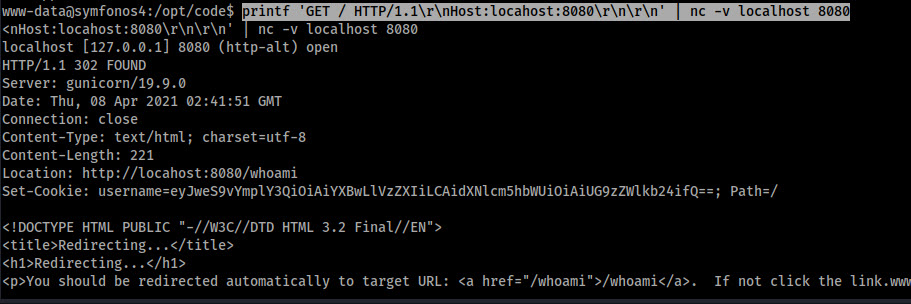 www-data@symfonos4:/opt/code$ printf 'GET / HTTP/1.1\r\nHost:locahost:8080\r\n\r\n' | nc -v localhost 8080
<nHost:locahost:8080\r\n\r\n' | nc -v localhost 8080
localhost [127.0.0.1] 8080 (http-alt) open
HTTP/1.1 302 FOUND
Server: gunicorn/19.9.0
Date: Thu, 08 Apr 2021 02:41:51 GMT
Connection: close
Content-Type: text/html; charset=utf-8
Content-Length: 221
Location: http://locahost:8080/whoami
Set-Cookie: username=eyJweS9vYmplY3QiOiAiYXBwLlVzZXIiLCAidXNlcm5hbWUiOiAiUG9zZWlkb24ifQ==; Path=/
<!DOCTYPE HTML PUBLIC "-//W3C//DTD HTML 3.2 Final//EN">
<title>Redirecting...</title>
<h1>Redirecting...</h1>
<p>You should be redirected automatically to target URL: <a href="/whoami">/whoami</a>.  If not click the link.www